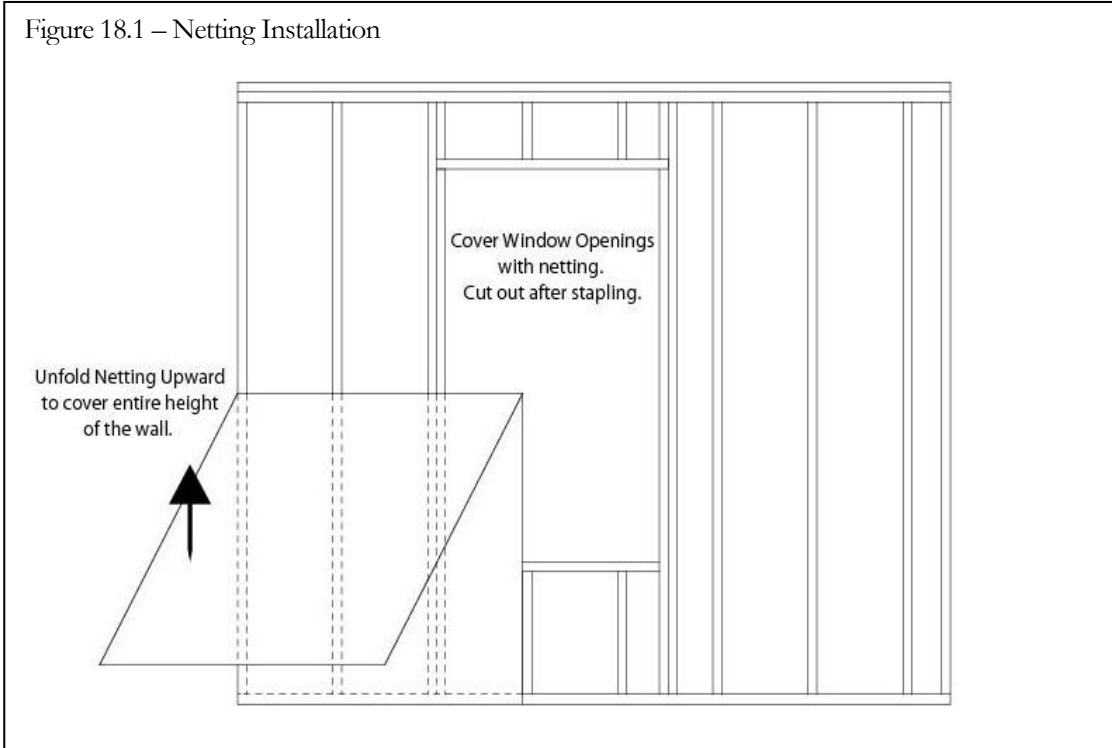 Figure 18.1 – Netting Installation
Cover Window Openings
with netting.
Cut out after stapling.
Unfold Netting Upward
to cover entire height
of the wall.